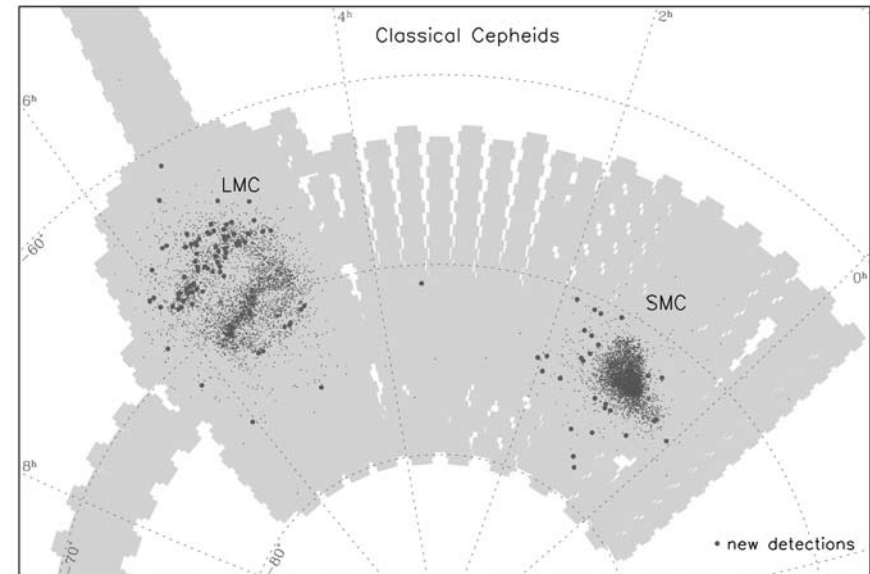 4ʰ
2ʰ
Classical Cepheids
6ʰ
LMC
-60°
0ʰ
SMC
8ʰ
-70°
-80°
• new detections